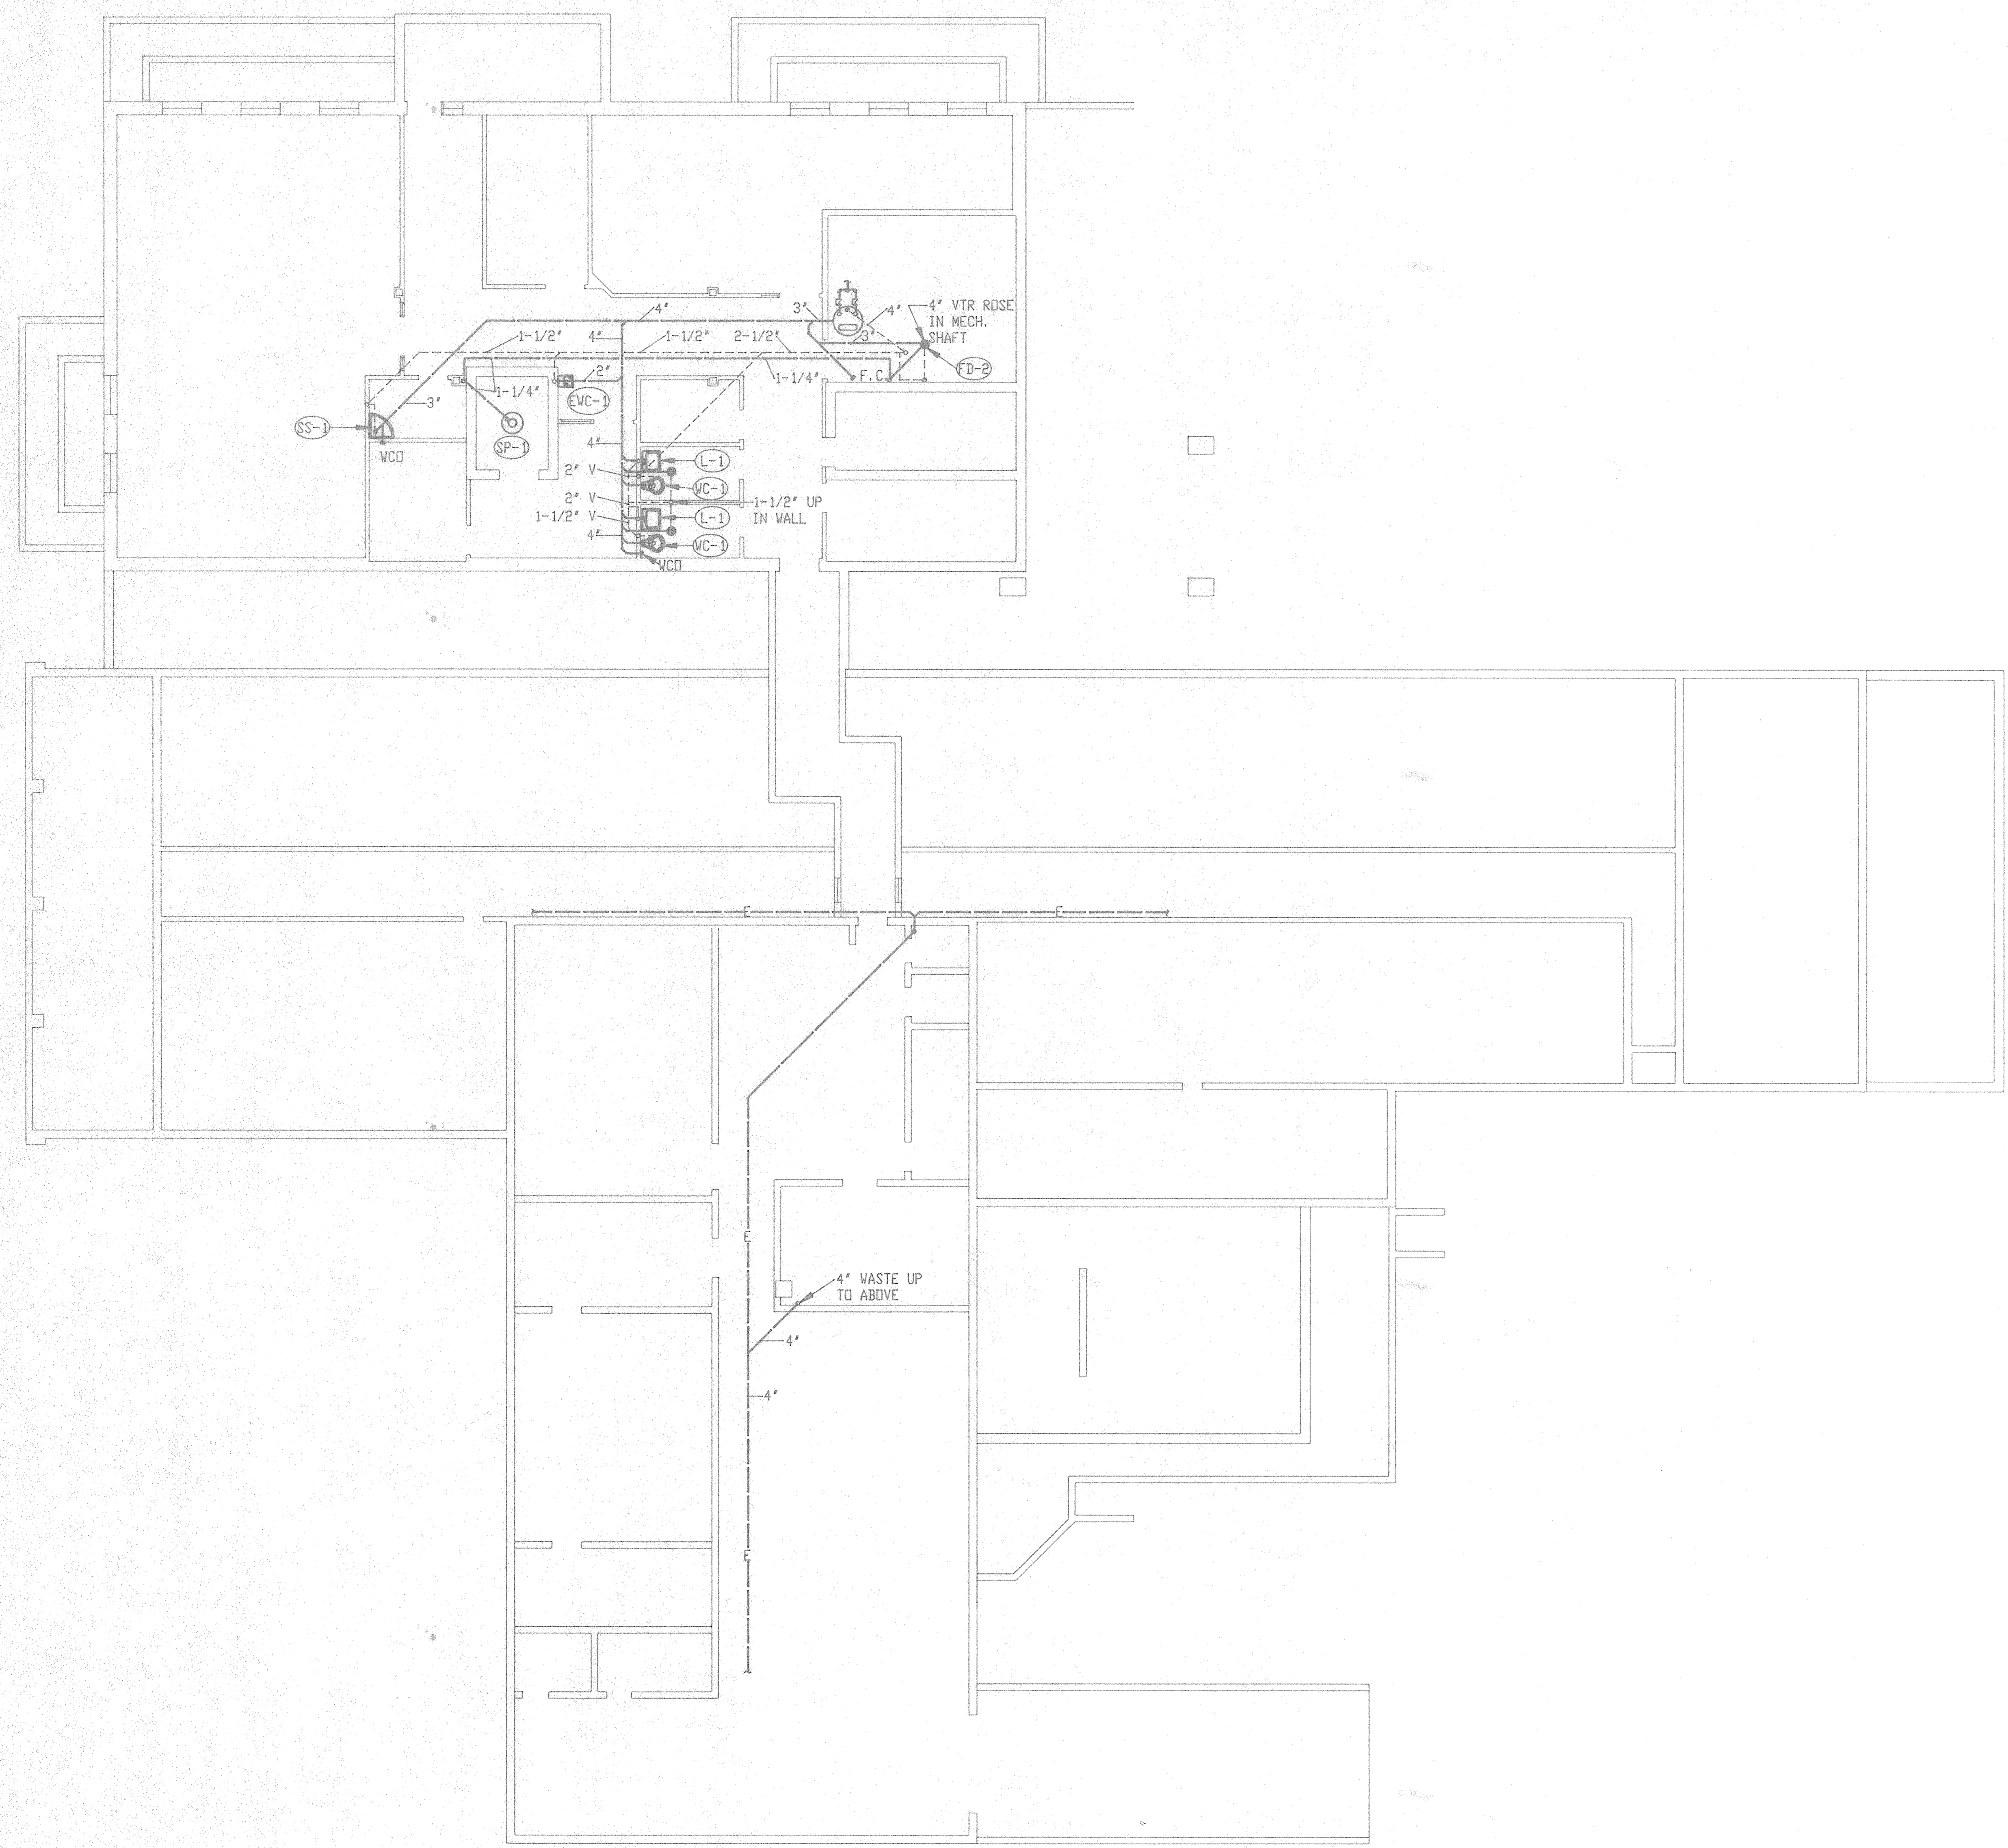 4" VTR ROSE
IN MECH.
SHAFT
4"
3"
4"
3"
1-1/2"
4"
1-1/2"
2-1/2"
FD-2
2"
1-1/4"
F.C.
1-1/4"
EWC-1
3"
SS-1
SP-1
WCO
4"
L-1
2" V
WC-1
2" V
1-1/2" UP
IN WALL
1-1/2" V
L-1
4"
WC-1
WCO
E
E
E
4" WASTE UP
TO ABOVE
4"
4"
E